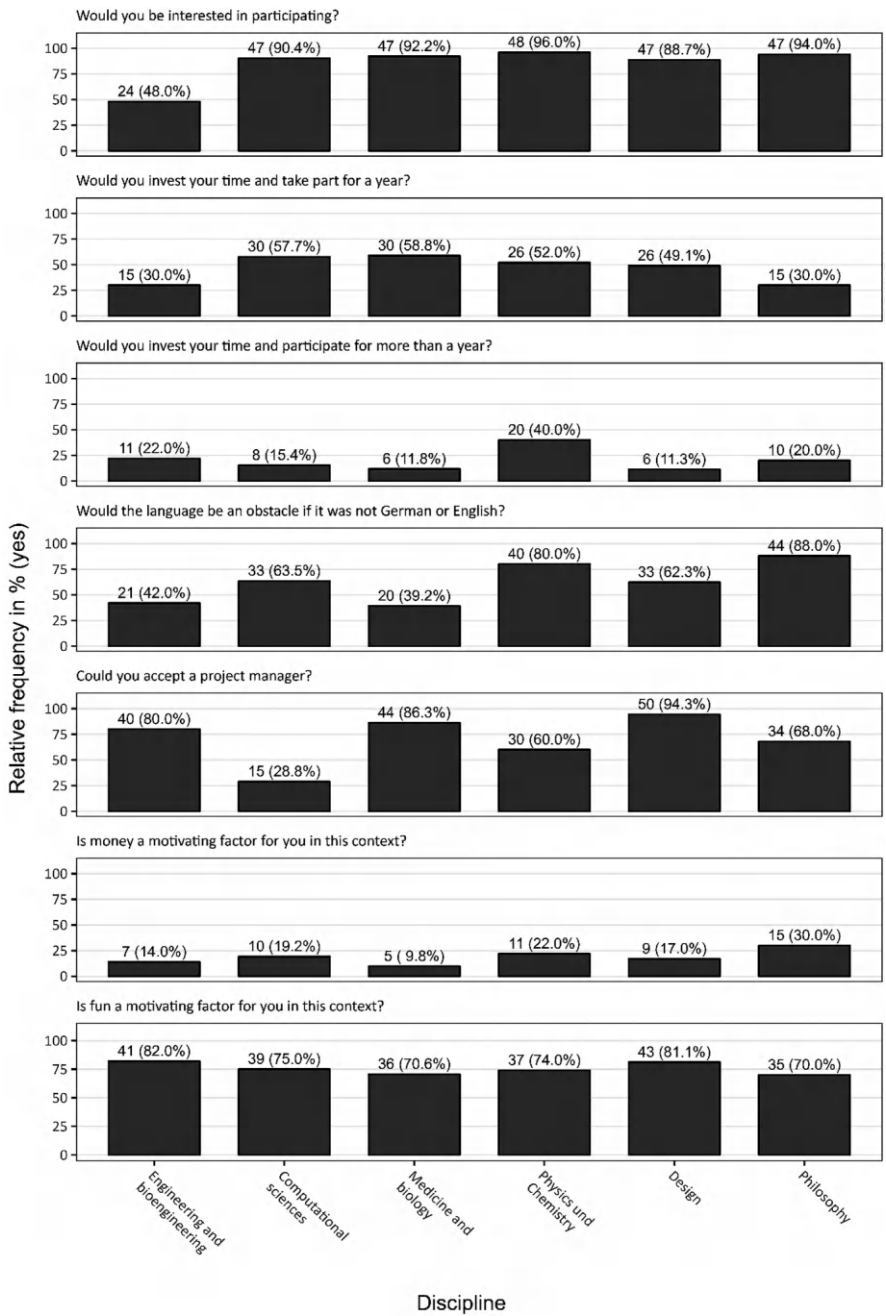 Would you be interested in participating?
47 (90.4%) 47 (92.2%) 48 (96.0%) 47 (88.7%) 47 (94.0%)
100
75
24 (48.0%)
50
25
0
Would you invest your time and take part for a year?
100
75
30 (57.7%) 30 (58.8%) 26 (52.0%) 26 (49.1%)
50
15 (30.0%) 15 (30.0%)
25
0
Would you invest your time and participate for more than a year?
100
75
50
20 (40.0%)
11 (22.0%) 8 (15.4%) 6 (11.8%) 6 (11.3%) 10 (20.0%)
25
0
Would the language be an obstacle if it was not German or English?
100
44 (88.0%)
40 (80.0%)
75
33 (63.5%) 33 (62.3%)
50
21 (42.0%) 20 (39.2%)
25
0
Could you accept a project manager?
100
50 (94.3%)
40 (80.0%) 44 (86.3%)
75
30 (60.0%) 34 (68.0%)
50
15 (28.8%)
25
0
Is money a motivating factor for you in this context?
100
75
50
15 (30.0%)
7 (14.0%) 10 (19.2%) 5 ( 9.8%) 11 (22.0%) 9 (17.0%)
25
0
Is fun a motivating factor for you in this context?
100
41 (82.0%) 39 (75.0%) 36 (70.6%) 37 (74.0%) 43 (81.1%) 35 (70.0%)
75
50
25
0
Relative frequency in % (yes)
Engineering and
bioengineering
Computational
sciences
Medicine and
biology
Physics und
Chemistry
Design
Philosophy
Discipline